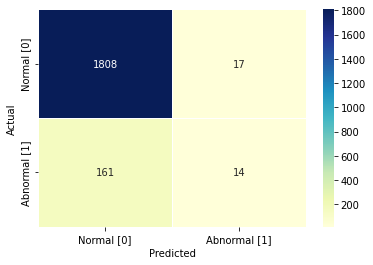 Normal [0]
1808
17
Actual
Abnormal [1]
161
14
Normal [0]
Abnormal [1]
Predicted
1800
1600
1400
1200
1000
800
600
400
200